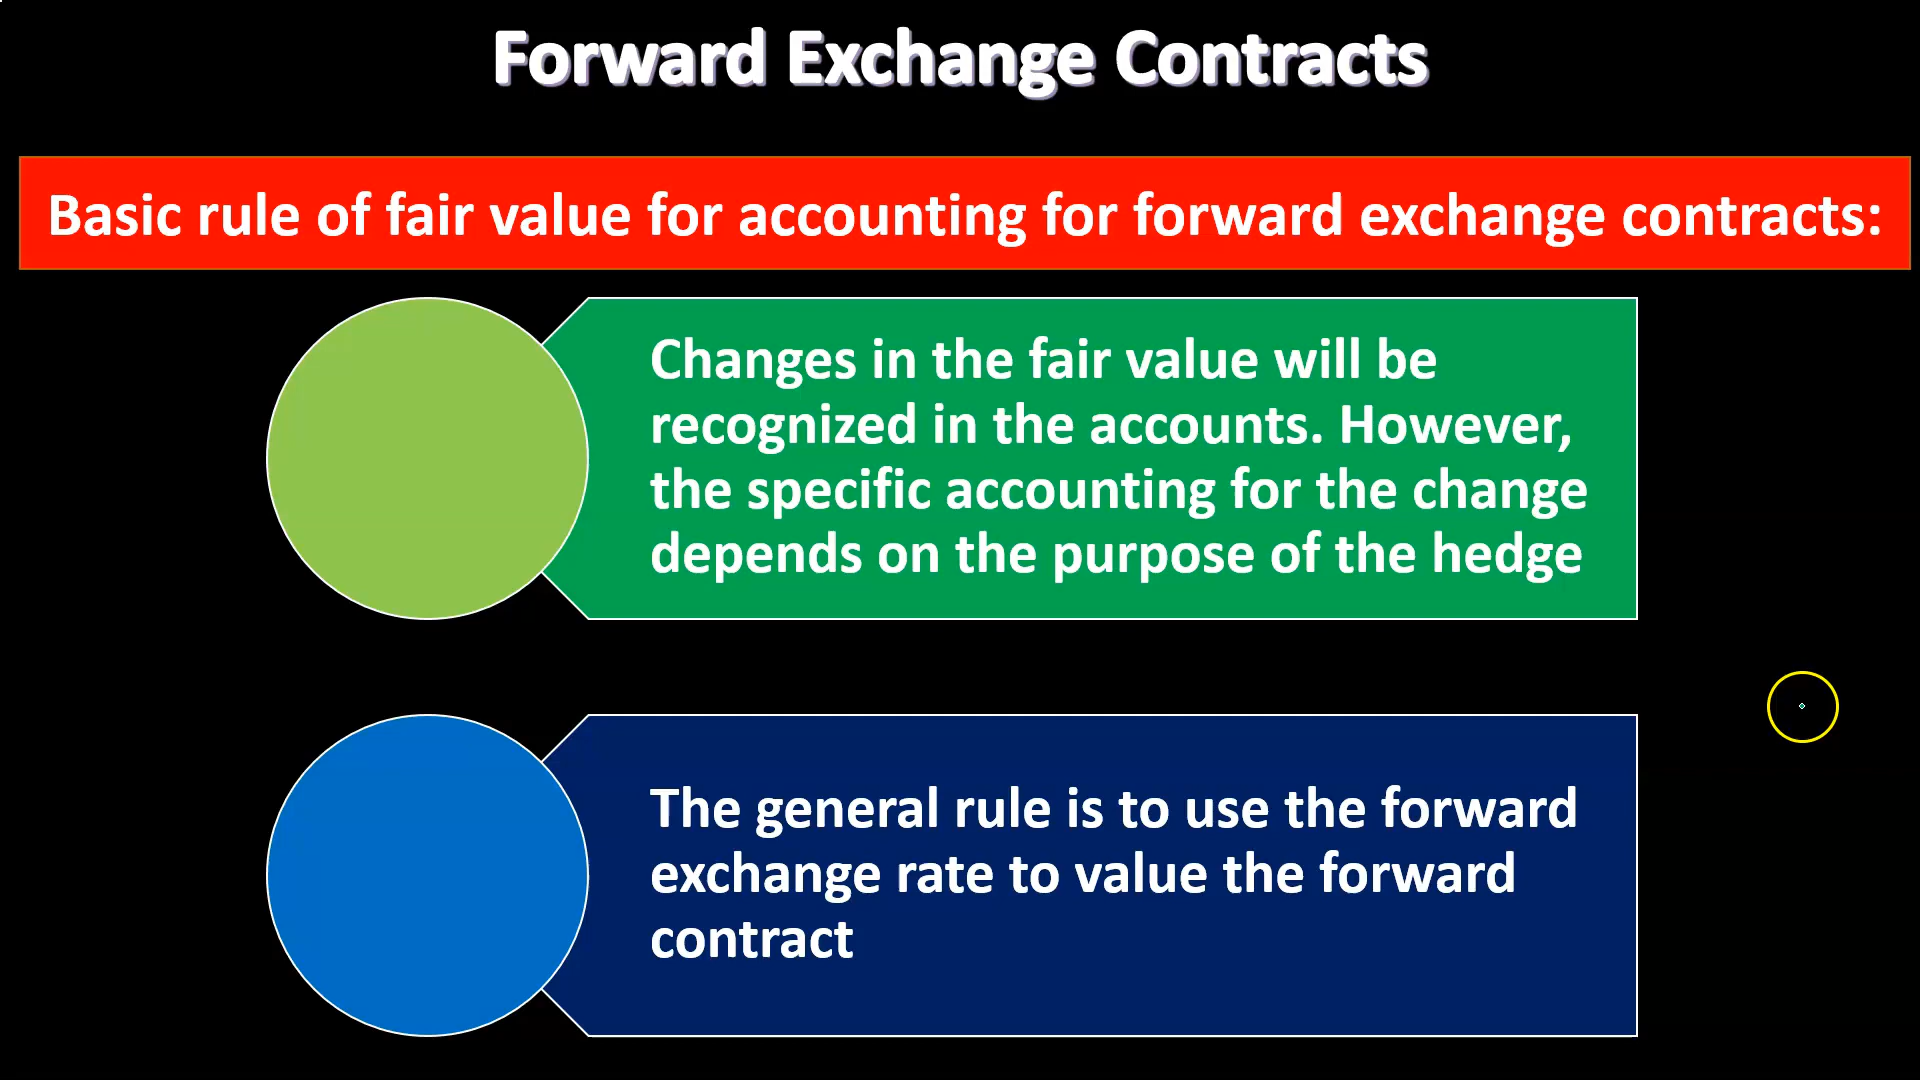 Forward Exchange Contracts
Basic rule of fair value for accounting for forward exchange contracts:
Changes in the fair value will be
recognized in the accounts. However,
the specific accounting for the change
depends on the purpose of the hedge
The general rule is to use the forward
exchange rate to value the forward
contract